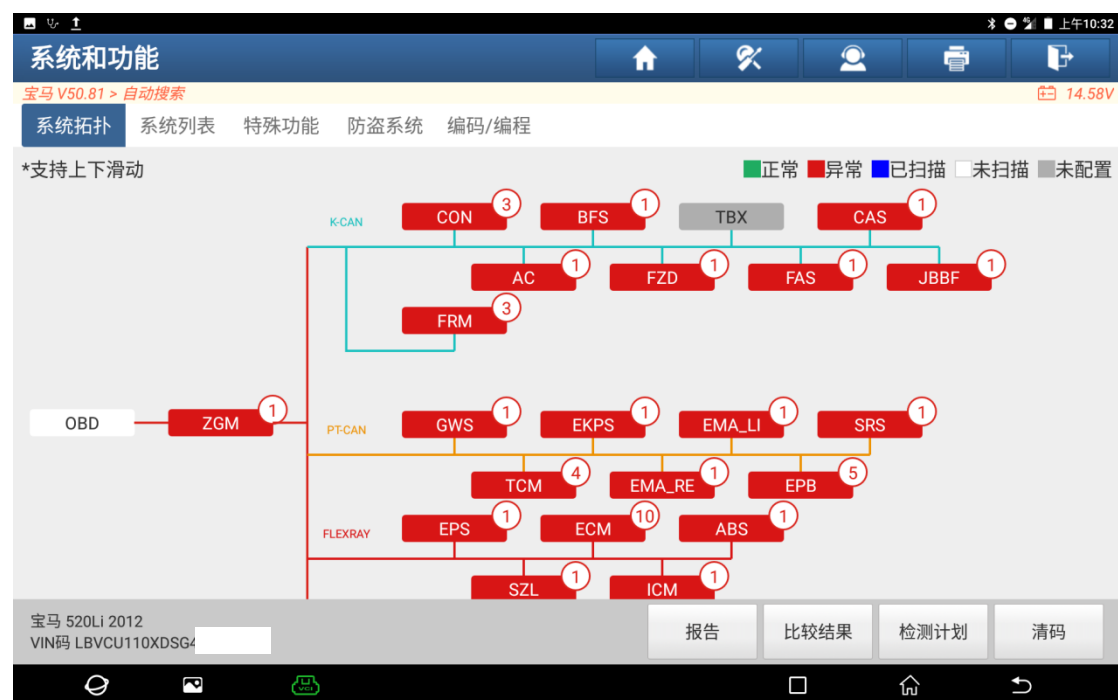 46 上午10:32
系统和功能
宝马 V50.81 > 自动搜索 14.58V
系统拓扑 系统列表 特殊功能 防盗系统 编码/编程
*支持上下滑动 正常 异常 已扫描 未扫描 未配置
K-CAN CON 3 BFS 1 TBX CAS 1
AC 1 FZD 1 FAS 1 JBBF 1
FRM 3
OBD ZGM 1
PT-CAN GWS 1 EKPS 1 EMA_LI 1 SRS 1
TCM 4 EMA_RE 1 EPB 5
FLEXRAY EPS 1 ECM 10 ABS 1
SZL 1 ICM 1
宝马 520Li 2012
VIN码 LBVCU110XDSG4
报告 比较结果 检测计划 清码
VCI